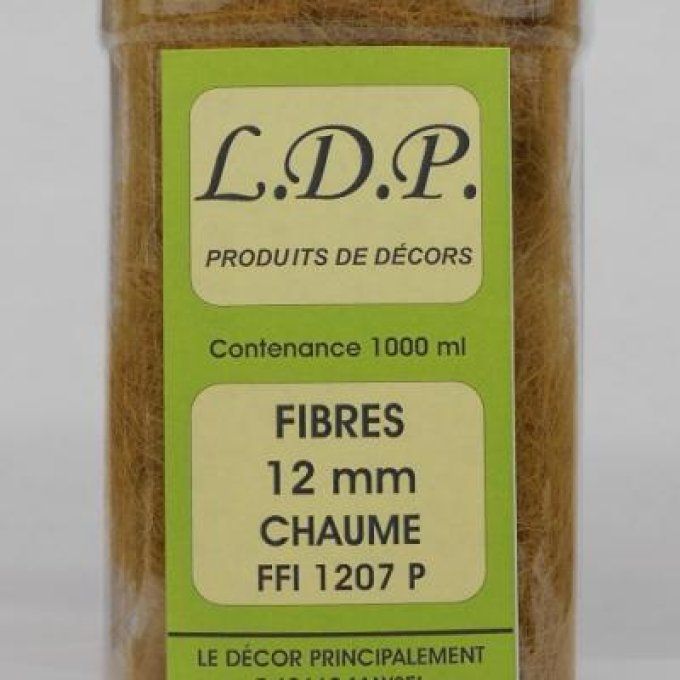 L.D.P.
PRODUITS DE DÉCORS
Contenance 1000 ml
FIBRES
12 mm
CHAUME
FFI 1207 P
LE DÉCOR PRINCIPALEMENT